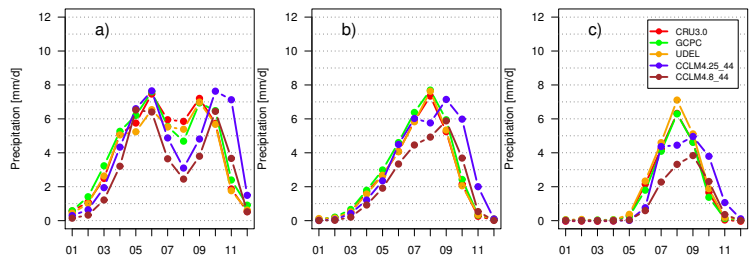 a)
Precipitation [mm/d]
12
10
8
6
4
2
0
01 03 05 07 09 11
b)
Precipitation [mm/d]
12
10
8
6
4
2
0
01 03 05 07 09 11
c)
Precipitation [mm/d]
12
10
8
6
4
2
0
01 03 05 07 09 11
CRU3.0
GCPC
UDEL
CCLM4.25_44
CCLM4.8_44